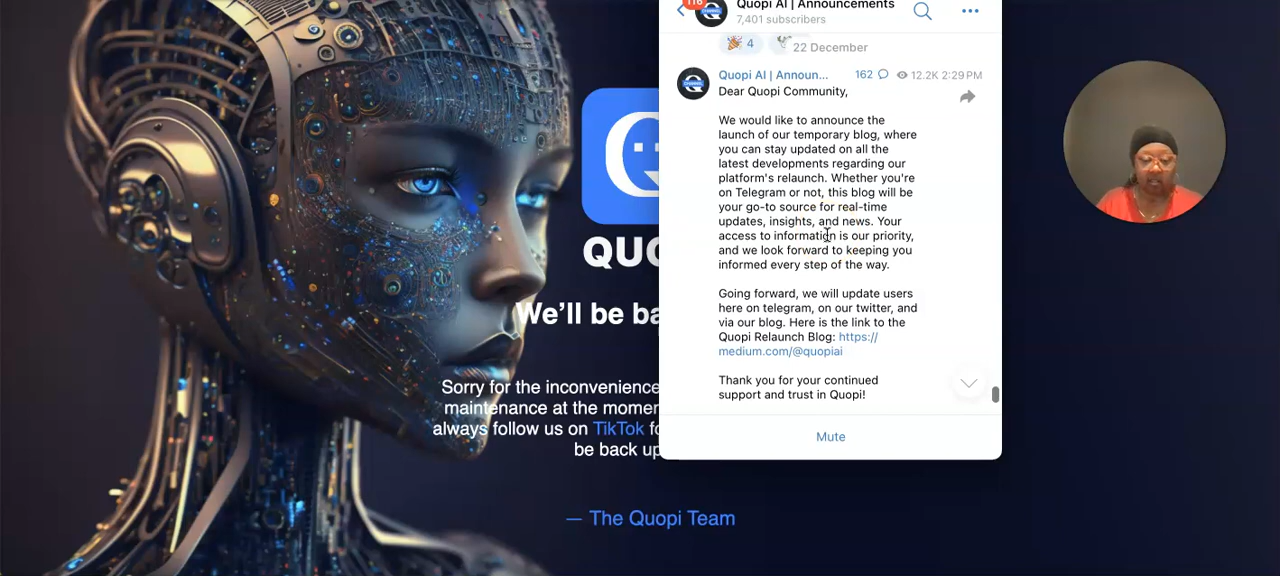 116
Quopi AI | Announcements
7,401 subscribers
4
22 December
Quopi AI | Announ...
162
12.2K 2:29 PM
Dear Quopi Community,
We would like to announce the
launch of our temporary blog, where
you can stay updated on all the
latest developments regarding our
platform's relaunch. Whether you're
on Telegram or not, this blog will be
your go-to source for real-time
updates, insights, and news. Your
access to information is our priority,
and we look forward to keeping you
informed every step of the way.
Going forward, we will update users
here on telegram, on our twitter, and
via our blog. Here is the link to the
Quopi Relaunch Blog: https://
medium.com/@quopiai
Thank you for your continued
support and trust in Quopi!
Mute
QUO
We'll be ba
Sorry for the inconvenience
maintenance at the momen
always follow us on TikTok fo
be back up
— The Quopi Team